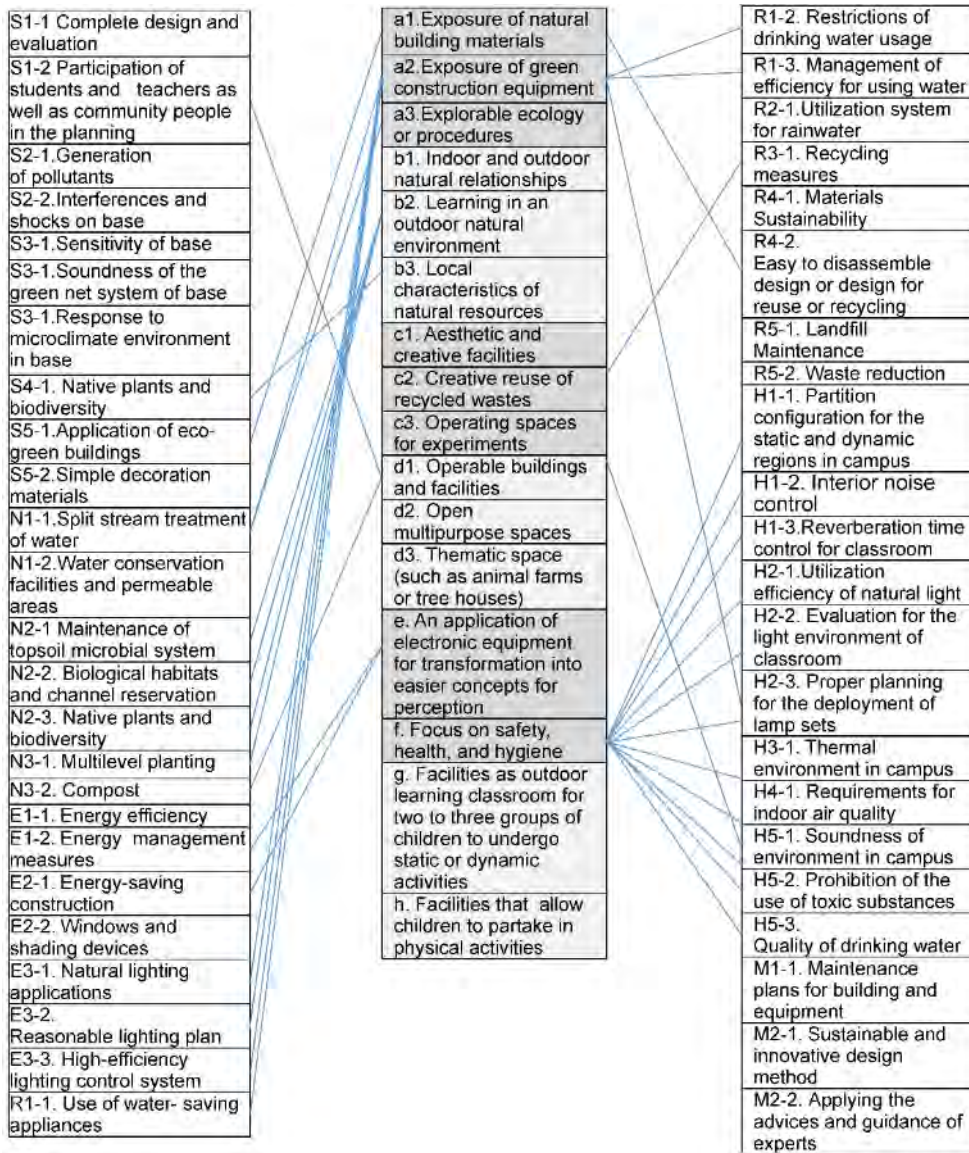 S1-1 Complete design and
evaluation
S1-2 Participation of
students and teachers as
well as community people
in the planning
S2-1.Generation
of pollutants
S2-2.Interferences and
shocks on base
S3-1.Sensitivity of base
S3-1.Soundness of the
green net system of base
S3-1.Response to
microclimate environment
in base
S4-1. Native plants and
biodiversity
S5-1.Application of eco-
green buildings
S5-2.Simple decoration
materials
N1-1.Split stream treatment
of water
N1-2.Water conservation
facilities and permeable
areas
N2-1 Maintenance of
topsoil microbial system
N2-2. Biological habitats
and channel reservation
N2-3. Native plants and
biodiversity
N3-1. Multilevel planting
N3-2. Compost
E1-1. Energy efficiency
E1-2. Energy management
measures
E2-1. Energy-saving
construction
E2-2. Windows and
shading devices
E3-1. Natural lighting
applications
E3-2.
Reasonable lighting plan
E3-3. High-efficiency
lighting control system
R1-1. Use of water- saving
appliances
a1.Exposure of natural
building materials
a2.Exposure of green
construction equipment
a3.Explorable ecology
or procedures
b1. Indoor and outdoor
natural relationships
b2. Learning in an
outdoor natural
environment
b3. Local
characteristics of
natural resources
c1. Aesthetic and
creative facilities
c2. Creative reuse of
recycled wastes
c3. Operating spaces
for experiments
d1. Operable buildings
and facilities
d2. Open
multipurpose spaces
d3. Thematic space
(such as animal farms
or tree houses)
e. An application of
electronic equipment
for transformation into
easier concepts for
perception
f. Focus on safety,
health, and hygiene
g. Facilities as outdoor
learning classroom for
two to three groups of
children to undergo
static or dynamic
activities
h. Facilities that allow
children to partake in
physical activities
R1-2. Restrictions of
drinking water usage
R1-3. Management of
efficiency for using water
R2-1.Utilization system
for rainwater
R3-1. Recycling
measures
R4-1. Materials
Sustainability
R4-2.
Easy to disassemble
design or design for
reuse or recycling
R5-1. Landfill
Maintenance
R5-2. Waste reduction
H1-1. Partition
configuration for the
static and dynamic
regions in campus
H1-2. Interior noise
control
H1-3.Reverberation time
control for classroom
H2-1.Utilization
efficiency of natural light
H2-2. Evaluation for the
light environment of
classroom
H2-3. Proper planning
for the deployment of
lamp sets
H3-1. Thermal
environment in campus
H4-1. Requirements for
indoor air quality
H5-1. Soundness of
environment in campus
H5-2. Prohibition of the
use of toxic substances
H5-3.
Quality of drinking water
M1-1. Maintenance
plans for building and
equipment
M2-1. Sustainable and
innovative design
method
M2-2. Applying the
advices and guidance of
experts